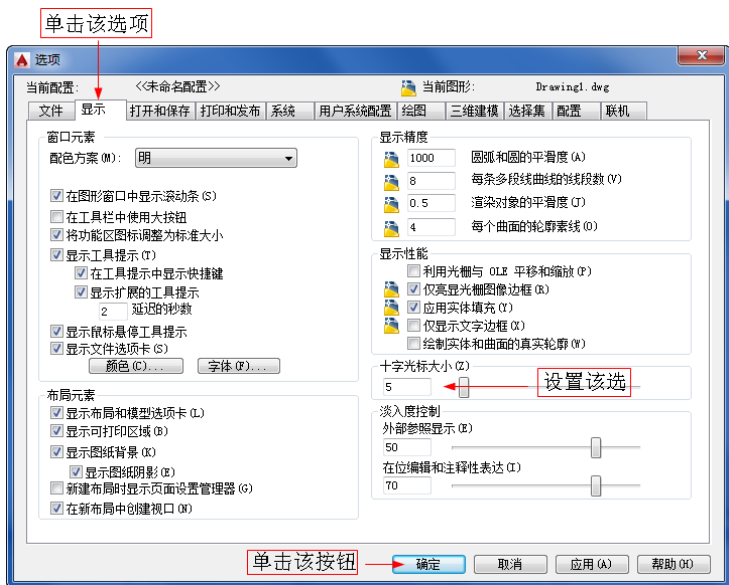 单击该选项
选项
当前配置: <<未命名配置>> 当前图形: Drawing1.dwg
文件 显示 打开和保存 打印和发布 系统 用户系统配置 绘图 三维建模 选择集 配置 联机
窗口元素
配色方案(M): 明
在图形窗口中显示滚动条(S)
在工具栏中使用大按钮
将功能区图标调整为标准大小
显示工具提示(T)
在工具提示中显示快捷键
显示扩展的工具提示
2 延迟的秒数
显示鼠标悬停工具提示
显示文件选项卡(S)
颜色(C)... 字体(F)...
布局元素
显示布局和模型选项卡(L)
显示可打印区域(B)
显示图纸背景(K)
显示图纸阴影(E)
新建布局时显示页面设置管理器(G)
在新布局中创建视口(N)
显示精度
1000 圆弧和圆的平滑度(A)
8 每条多段线曲线的线段数(V)
0.5 渲染对象的平滑度(J)
4 每个曲面的轮廓素线(O)
显示性能
利用光栅与 OLE 平移和缩放(P)
仅亮显光栅图像边框(R)
应用实体填充(Y)
仅显示文字边框(X)
绘制实体和曲面的真实轮廓(W)
十字光标大小(Z)
5 设置该选
淡入度控制
外部参照显示(E)
50
在位编辑和注释性表达(I)
70
单击该按钮 确定 取消 应用(A) 帮助(H)